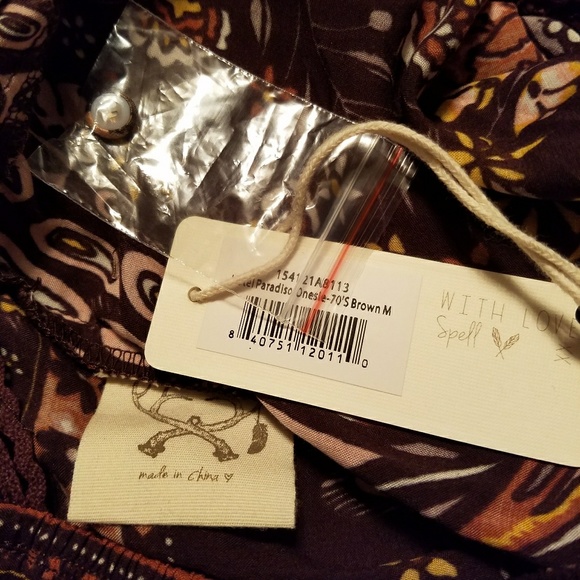 154121A8113
Paradiso Onesie-70'S Brown M
8 40751 12011 0
WITH LOVE
Spell
made in China ♡